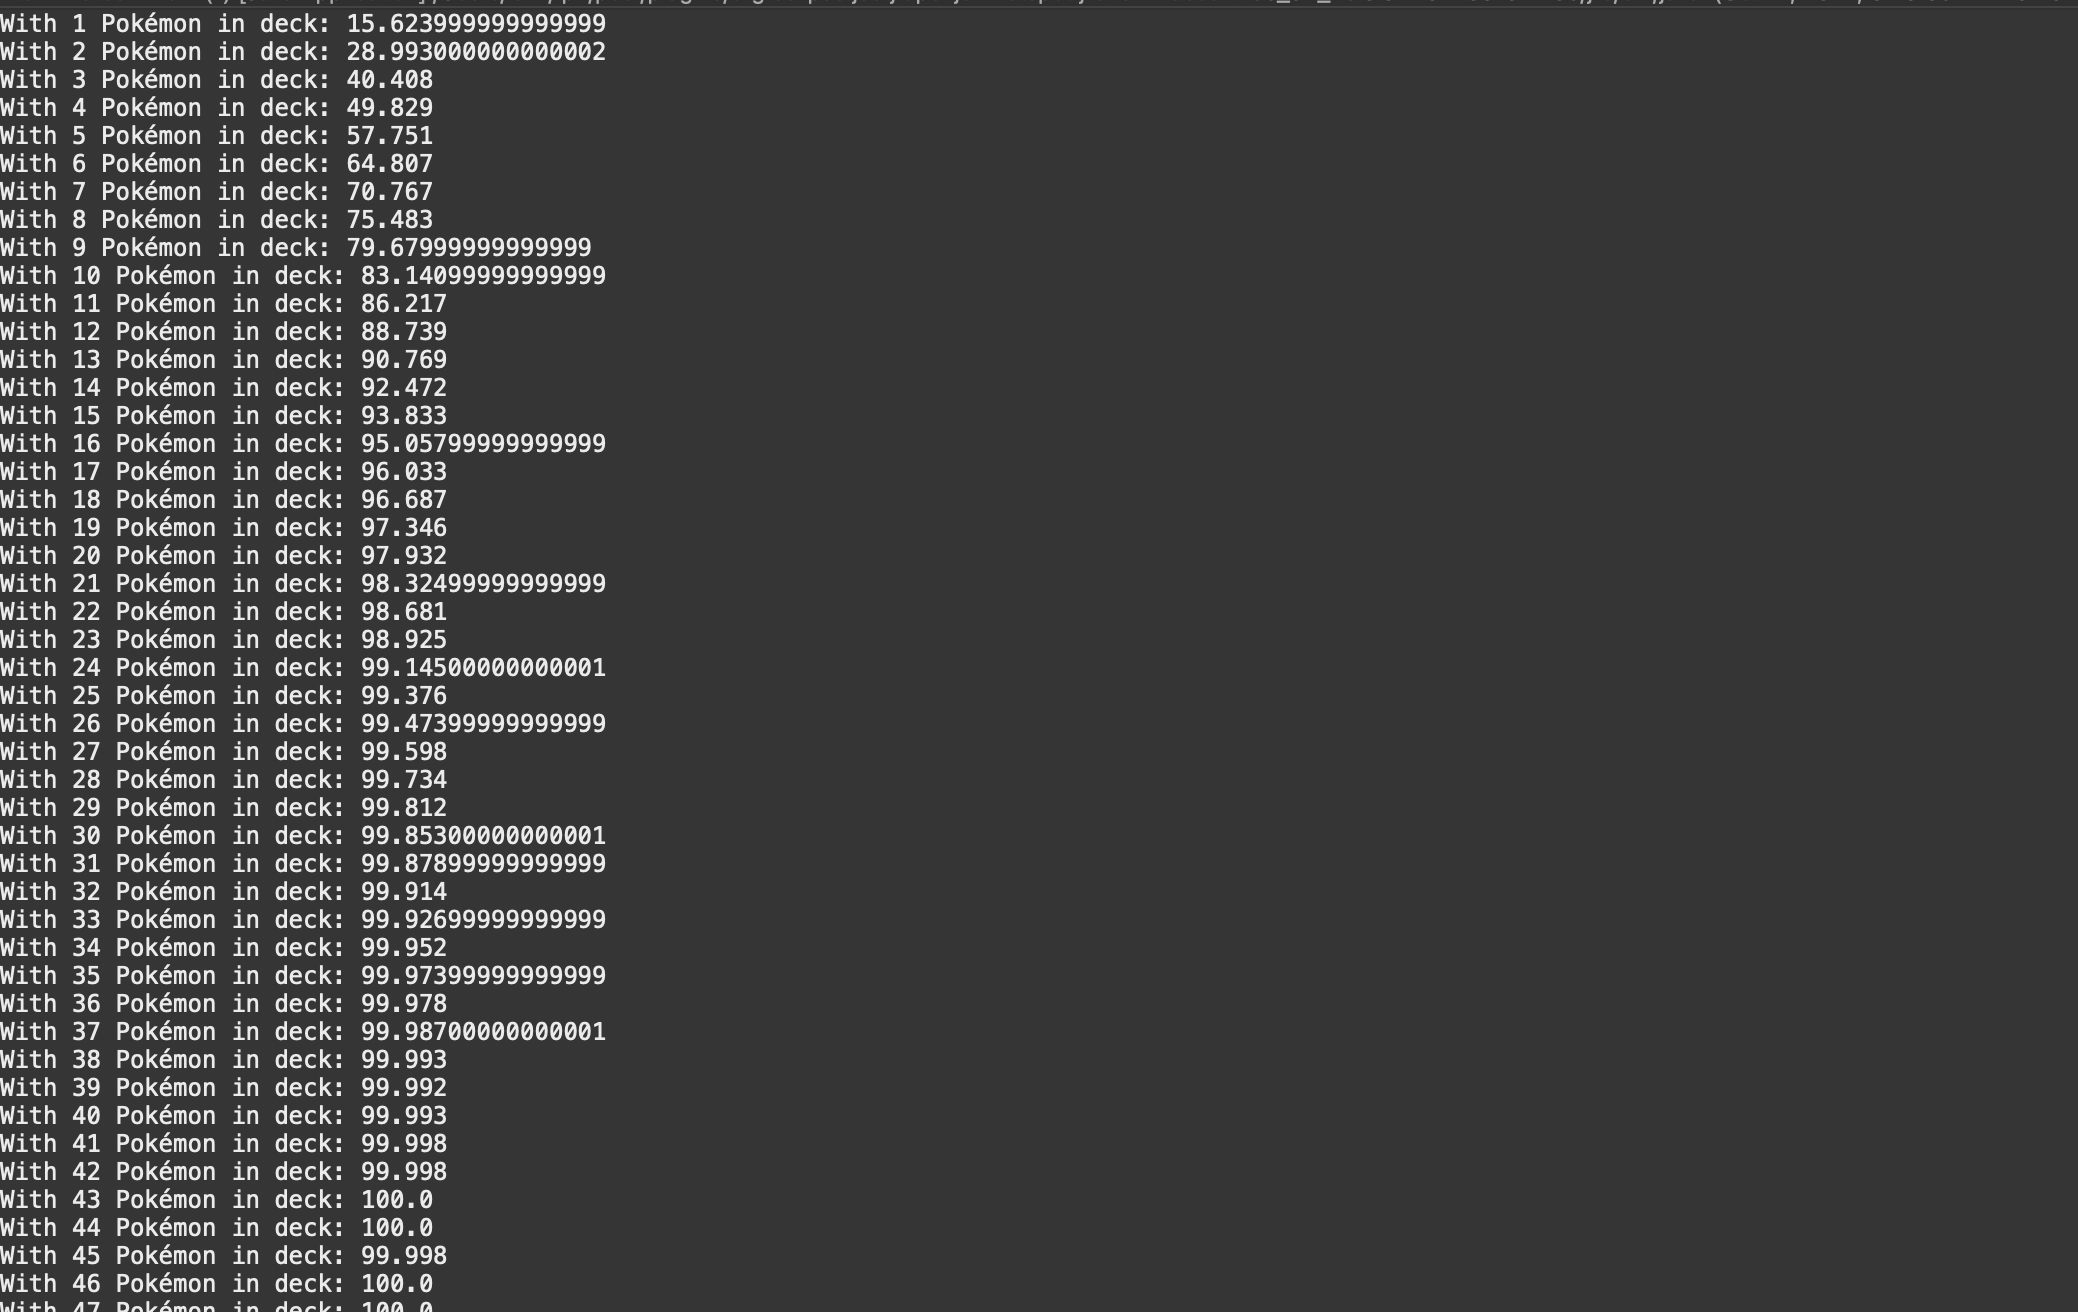 With 1 Pokémon in deck: 15.623999999999999
With 2 Pokémon in deck: 28.993000000000002
With 3 Pokémon in deck: 40.408
With 4 Pokémon in deck: 49.829
With 5 Pokémon in deck: 57.751
With 6 Pokémon in deck: 64.807
With 7 Pokémon in deck: 70.767
With 8 Pokémon in deck: 75.483
With 9 Pokémon in deck: 79.67999999999999
With 10 Pokémon in deck: 83.14099999999999
With 11 Pokémon in deck: 86.217
With 12 Pokémon in deck: 88.739
With 13 Pokémon in deck: 90.769
With 14 Pokémon in deck: 92.472
With 15 Pokémon in deck: 93.833
With 16 Pokémon in deck: 95.05799999999999
With 17 Pokémon in deck: 96.033
With 18 Pokémon in deck: 96.687
With 19 Pokémon in deck: 97.346
With 20 Pokémon in deck: 97.932
With 21 Pokémon in deck: 98.32499999999999
With 22 Pokémon in deck: 98.681
With 23 Pokémon in deck: 98.925
With 24 Pokémon in deck: 99.14500000000001
With 25 Pokémon in deck: 99.376
With 26 Pokémon in deck: 99.47399999999999
With 27 Pokémon in deck: 99.598
With 28 Pokémon in deck: 99.734
With 29 Pokémon in deck: 99.812
With 30 Pokémon in deck: 99.85300000000001
With 31 Pokémon in deck: 99.87899999999999
With 32 Pokémon in deck: 99.914
With 33 Pokémon in deck: 99.92699999999999
With 34 Pokémon in deck: 99.952
With 35 Pokémon in deck: 99.97399999999999
With 36 Pokémon in deck: 99.978
With 37 Pokémon in deck: 99.98700000000001
With 38 Pokémon in deck: 99.993
With 39 Pokémon in deck: 99.992
With 40 Pokémon in deck: 99.993
With 41 Pokémon in deck: 99.998
With 42 Pokémon in deck: 99.998
With 43 Pokémon in deck: 100.0
With 44 Pokémon in deck: 100.0
With 45 Pokémon in deck: 99.998
With 46 Pokémon in deck: 100.0
With 47 Pokémon in deck: 100.0